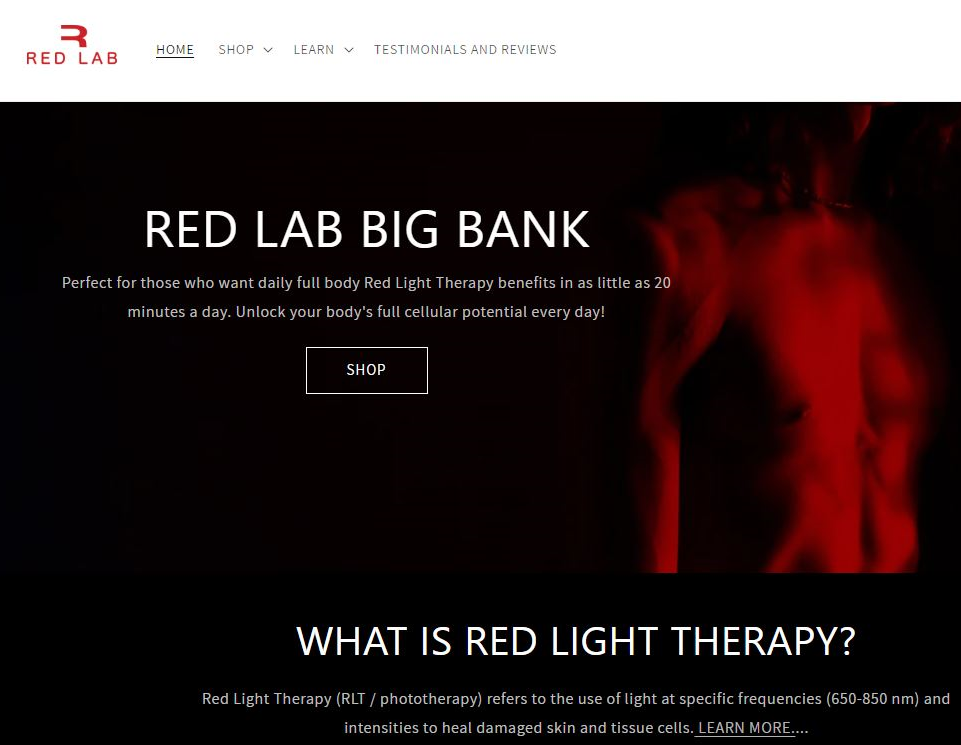 RED LAB
HOME SHOP LEARN TESTIMONIALS AND REVIEWS
RED LAB BIG BANK
Perfect for those who want daily full body Red Light Therapy benefits in as little as 20
minutes a day. Unlock your body's full cellular potential every day!
SHOP
WHAT IS RED LIGHT THERAPY?
Red Light Therapy (RLT / phototherapy) refers to the use of light at specific frequencies (650-850 nm) and
intensities to heal damaged skin and tissue cells. LEARN MORE....